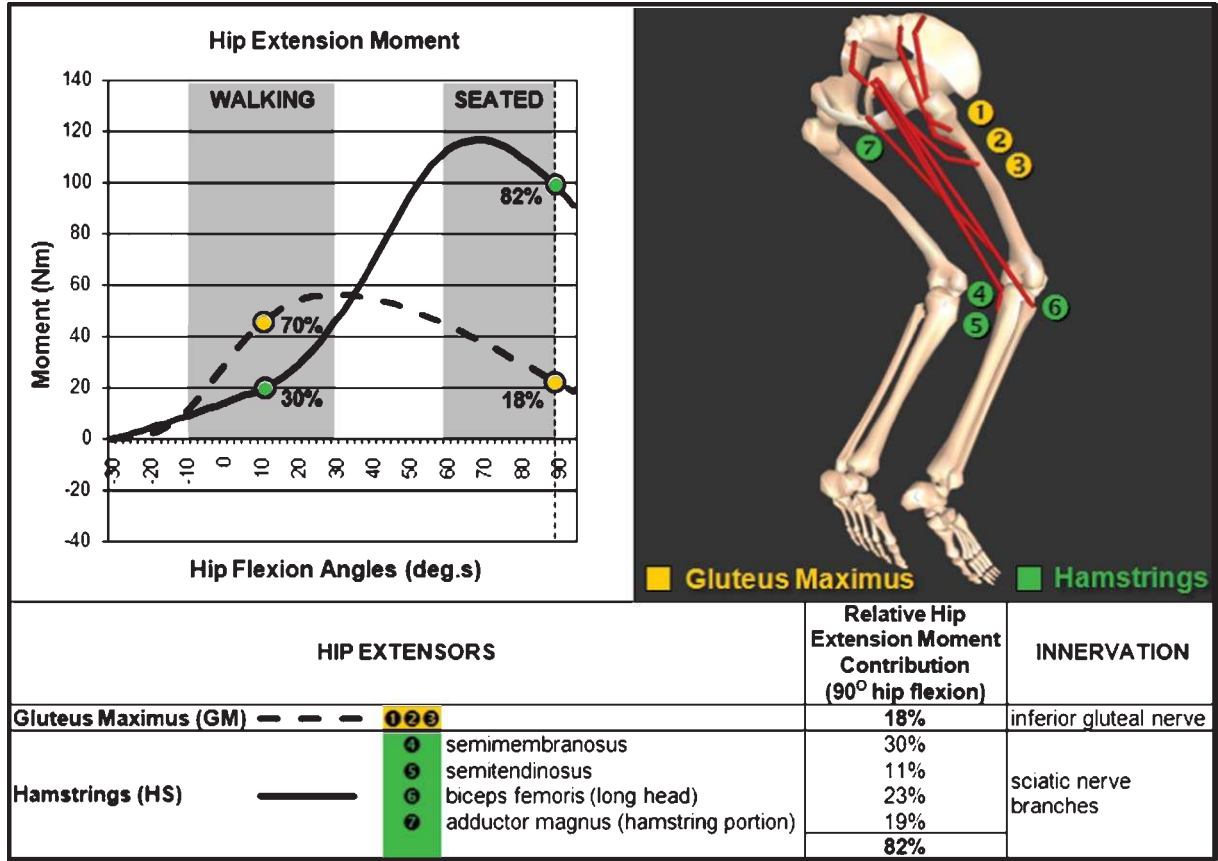 Hip Extension Moment
140
120
100
80
60
40
20
0
-20
-40
Moment (Nm)
WALKING
SEATED
82%
70%
30%
18%
-30
-20
-10
0
10
20
30
40
50
60
70
80
90
Hip Flexion Angles (deg.s)
1
2
3
7
4
5
6
Gluteus Maximus
Hamstrings
HIP EXTENSORS
Relative Hip
Extension Moment
Contribution
(90O hip flexion)
INNERVATION
Gluteus Maximus (GM) 1 2 3 18% inferior gluteal nerve
Hamstrings (HS)
4 semimembranosus 30%
5 semitendinosus 11%
6 biceps femoris (long head) 23%
7 adductor magnus (hamstring portion) 19%
82%
sciatic nerve
branches